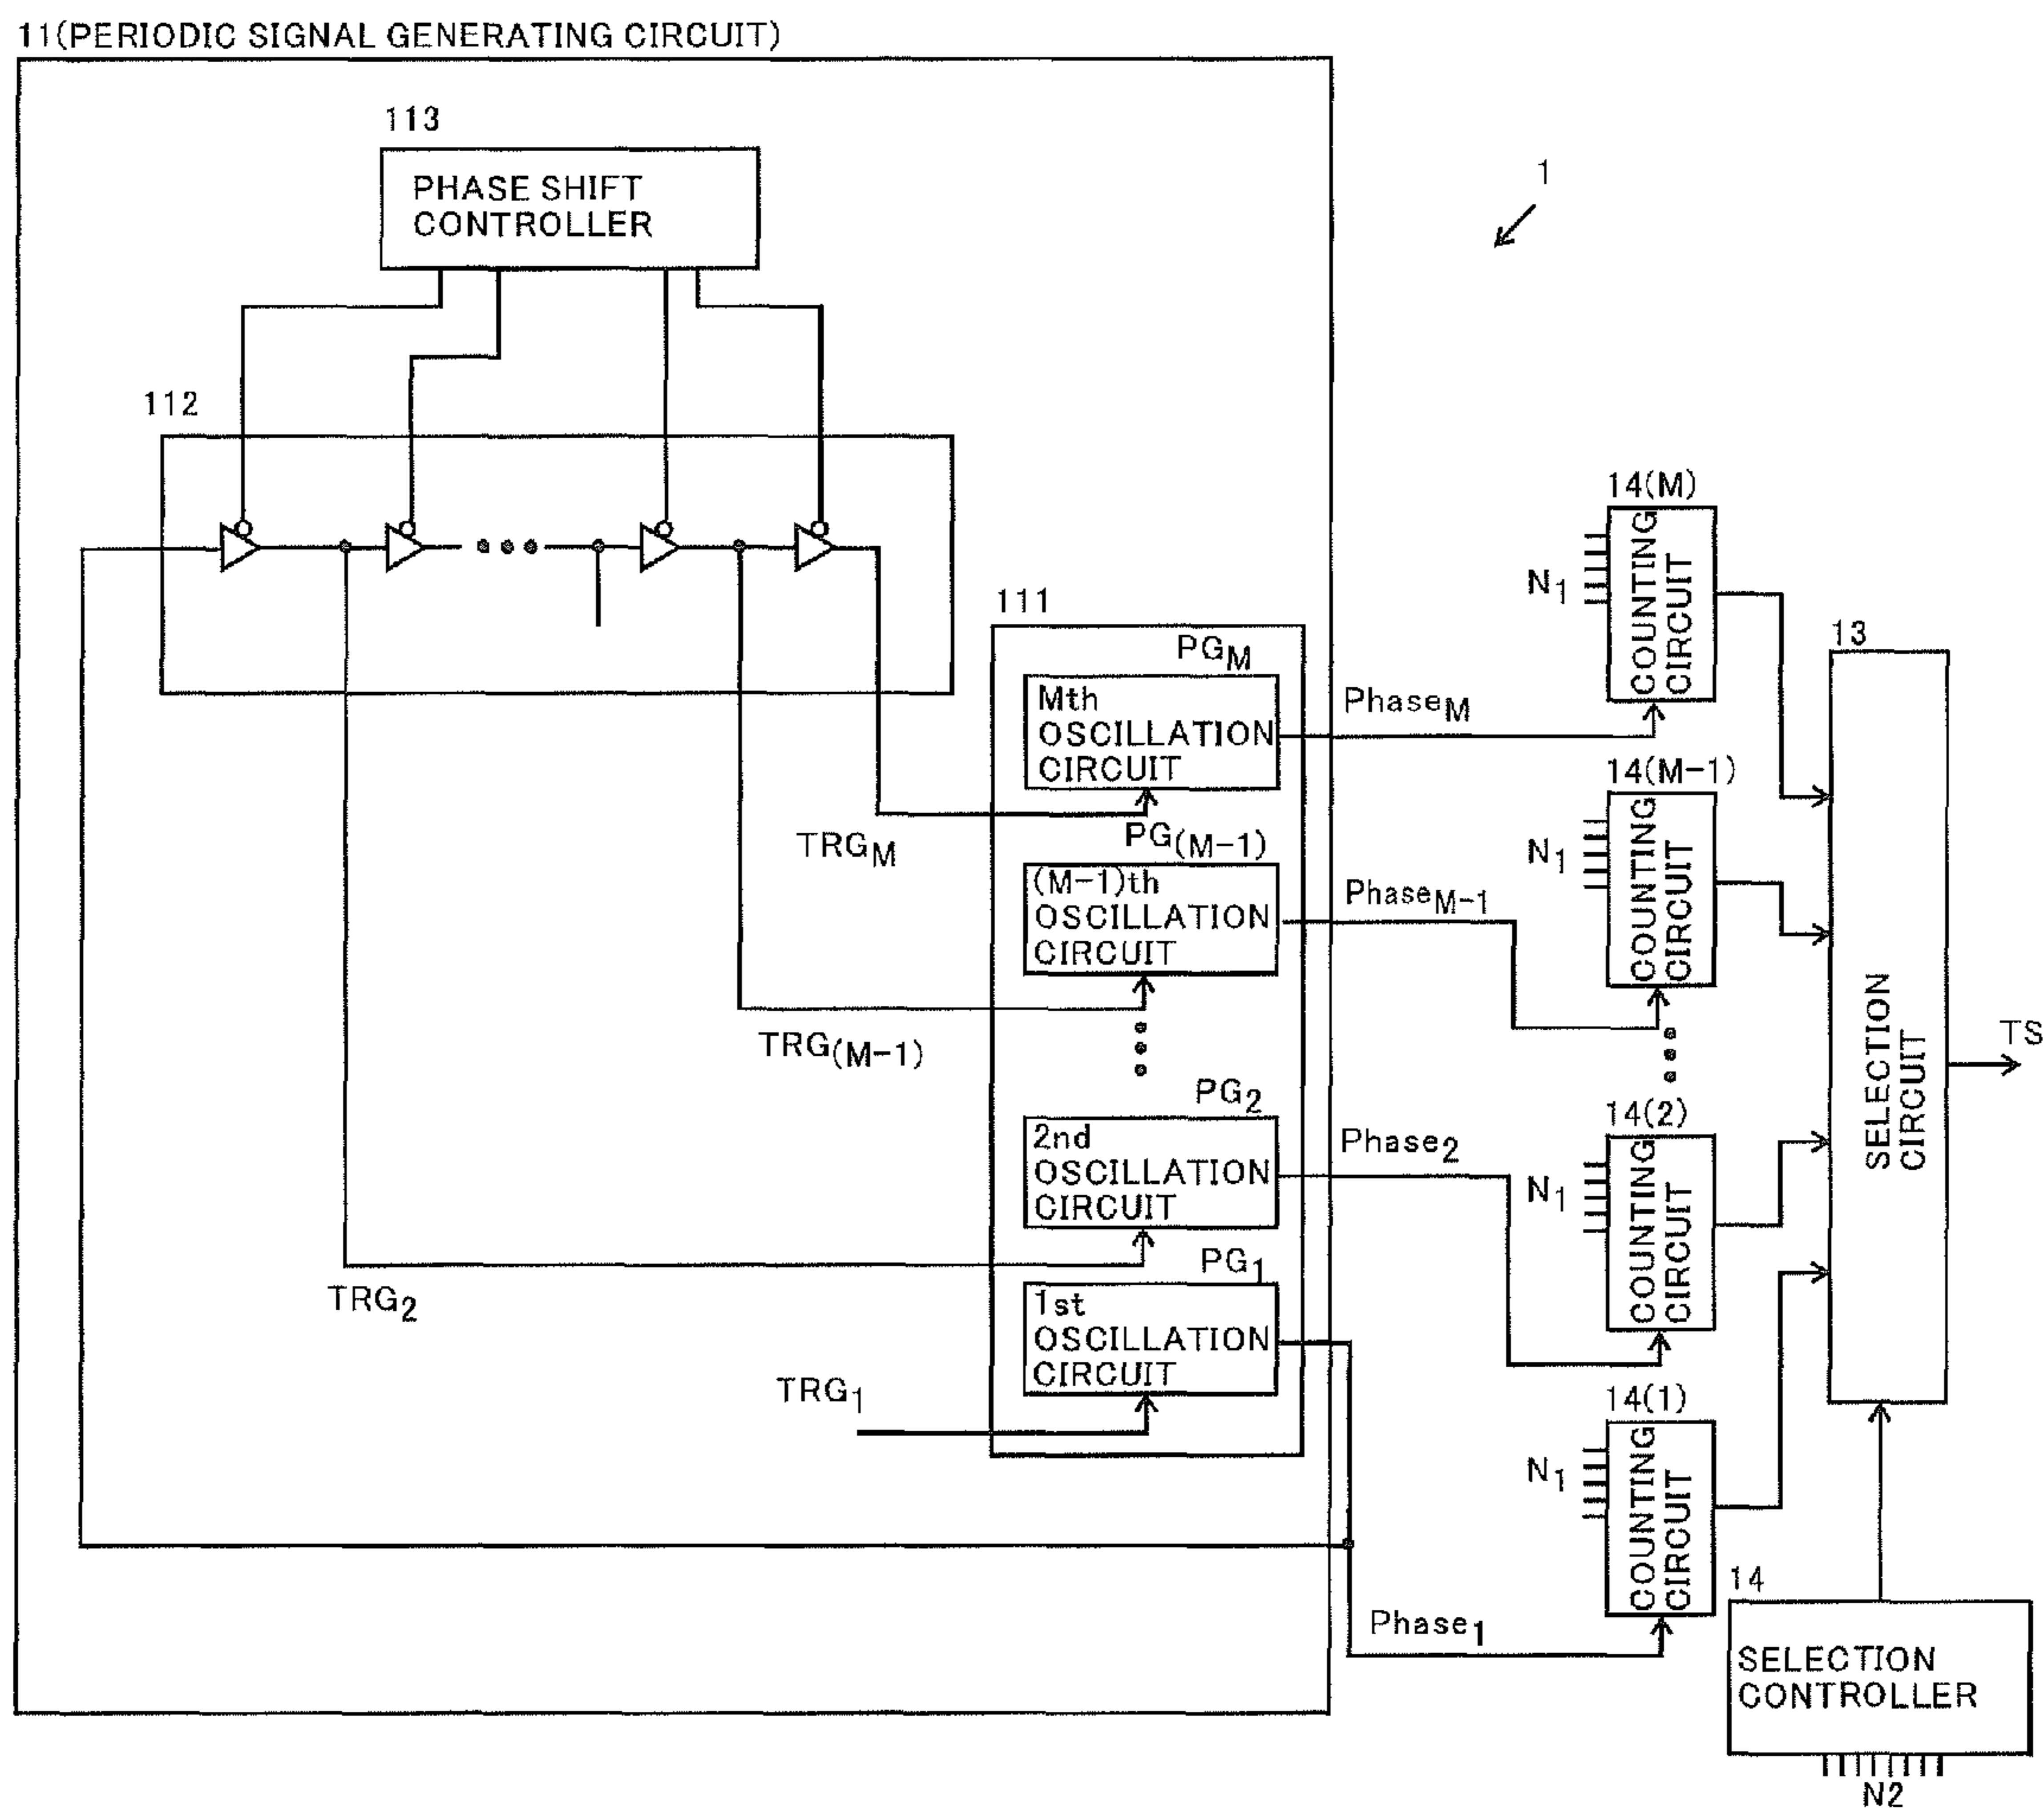 11(PERIODIC SIGNAL GENERATING CIRCUIT)
113
PHASE SHIFT
CONTROLLER
1
112
14(M)
N1
COUNTING
CIRCUIT
111
PGM
Mth
OSCILLATION
CIRCUIT
PhaseM
13
TRGM
PG(M-1)
(M-1)th
OSCILLATION
CIRCUIT
PhaseM-1
14(M-1)
N1
COUNTING
CIRCUIT
TRG(M-1)
SELECTION
CIRCUIT
TS
PG2
2nd
OSCILLATION
CIRCUIT
Phase2
14(2)
N1
COUNTING
CIRCUIT
TRG2
PG1
1st
OSCILLATION
CIRCUIT
TRG1
14(1)
N1
COUNTING
CIRCUIT
Phase1
14
SELECTION
CONTROLLER
N2